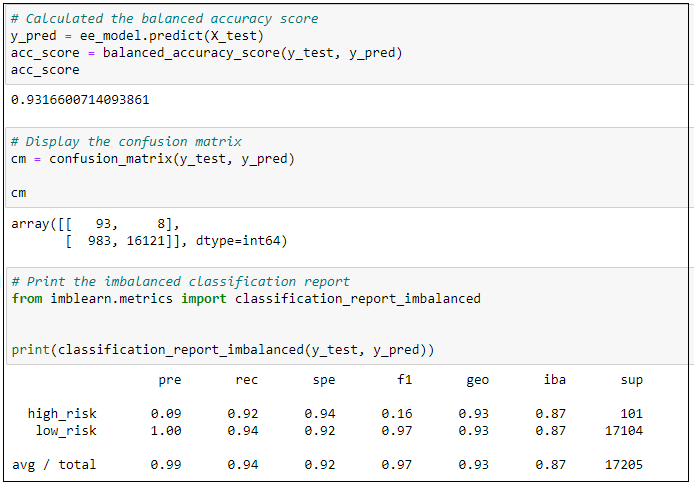 # Calculated the balanced accuracy score
y_pred = ee_model.predict(X_test)
acc_score = balanced_accuracy_score(y_test, y_pred)
acc_score
0.9316600714093861
# Display the confusion matrix
cm = confusion_matrix(y_test, y_pred)
cm
array([[   93,     8],
       [  983, 16121]], dtype=int64)
# Print the imbalanced classification report
from imblearn.metrics import classification_report_imbalanced
print(classification_report_imbalanced(y_test, y_pred))
                   pre       rec       spe        f1       geo       iba       sup
  high_risk       0.09      0.92      0.94      0.16      0.93      0.87       101
   low_risk       1.00      0.94      0.92      0.97      0.93      0.87     17104
avg / total       0.99      0.94      0.92      0.97      0.93      0.87     17205